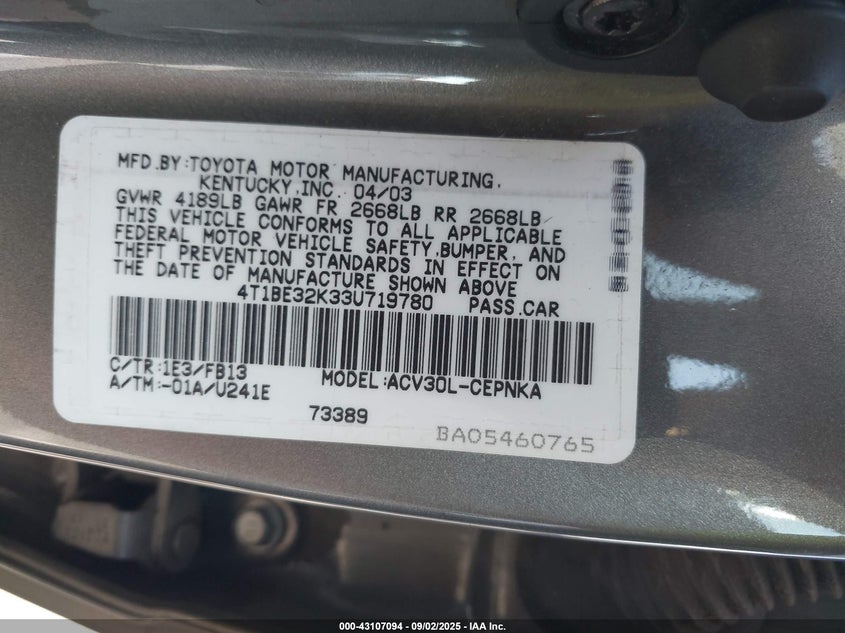 MFD.BY:TOYOTA MOTOR MANUFACTURING,
KENTUCKY,INC. 04/03
GVWR 4189LB GAWR FR 2668LB RR 2668LB
THIS VEHICLE CONFORMS TO ALL APPLICABLE
FEDERAL MOTOR VEHICLE SAFETY,BUMPER, AND
THEFT PREVENTION STANDARDS IN EFFECT ON
THE DATE OF MANUFACTURE SHOWN ABOVE
4T1BE32K33U719780 PASS.CAR
C/TR:1E3/FB13 MODEL:ACV30L-CEPNKA
A/TM:-01A/U241E
73389
BA05460765
000-43107094 - 09/02/2025 - IAA Inc.